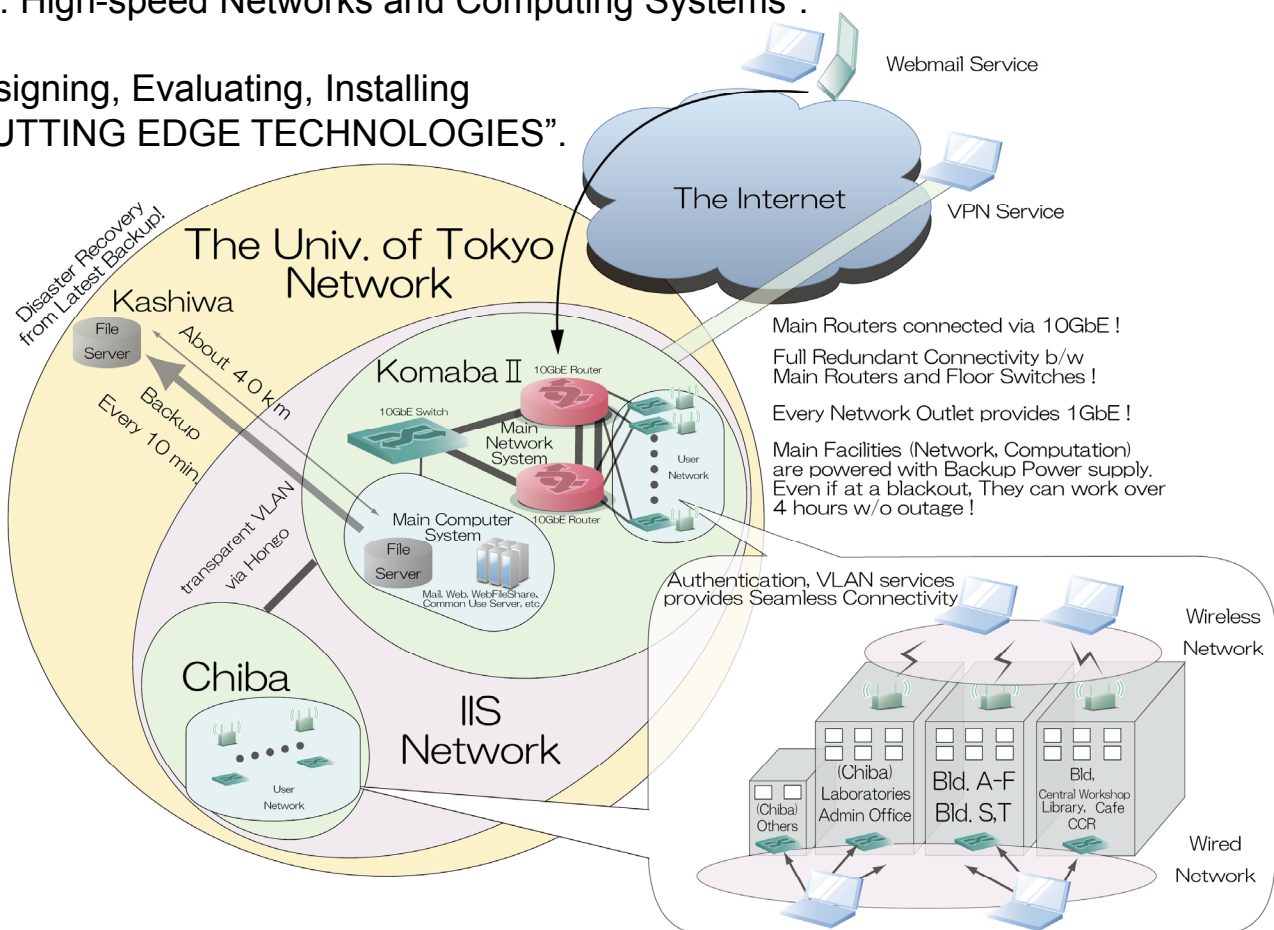 . High-speed Networks and Computing Systems".
signing, Evaluating, Installing
UTTING EDGE TECHNOLOGIES".
Webmail Service
The Internet
VPN Service
Disaster Recovery
from Latest Backup!
The Univ. of Tokyo
Network
Kashiwa
File
Server
About 40 km
Backup
Every 10 min,
Komaba Ⅱ
10GbE Router
10GbE Switch
Main
Network
System
10GbE Router
User
Network
Main Computer
System
File
Server
Mail, Web, WebFileShare,
Common Use Server, etc
transparent VLAN
via Hongo
Chiba
User
Network
IIS
Network
Main Routers connected via 10GbE !
Full Redundant Connectivity b/w
Main Routers and Floor Switches !
Every Network Outlet provides 1GbE !
Main Facilities (Network, Computation)
are powered with Backup Power supply.
Even if at a blackout, They can work over
4 hours w/o outage !
Authentication, VLAN services
provides Seamless Connectivity
Wireless
Network
(Chiba)
Others
(Chiba)
Laboratories
Admin Office
Bld. A-F
Bld. S,T
Bld,
Central Workshop
Library, Cafe
CCR
Wired
Network